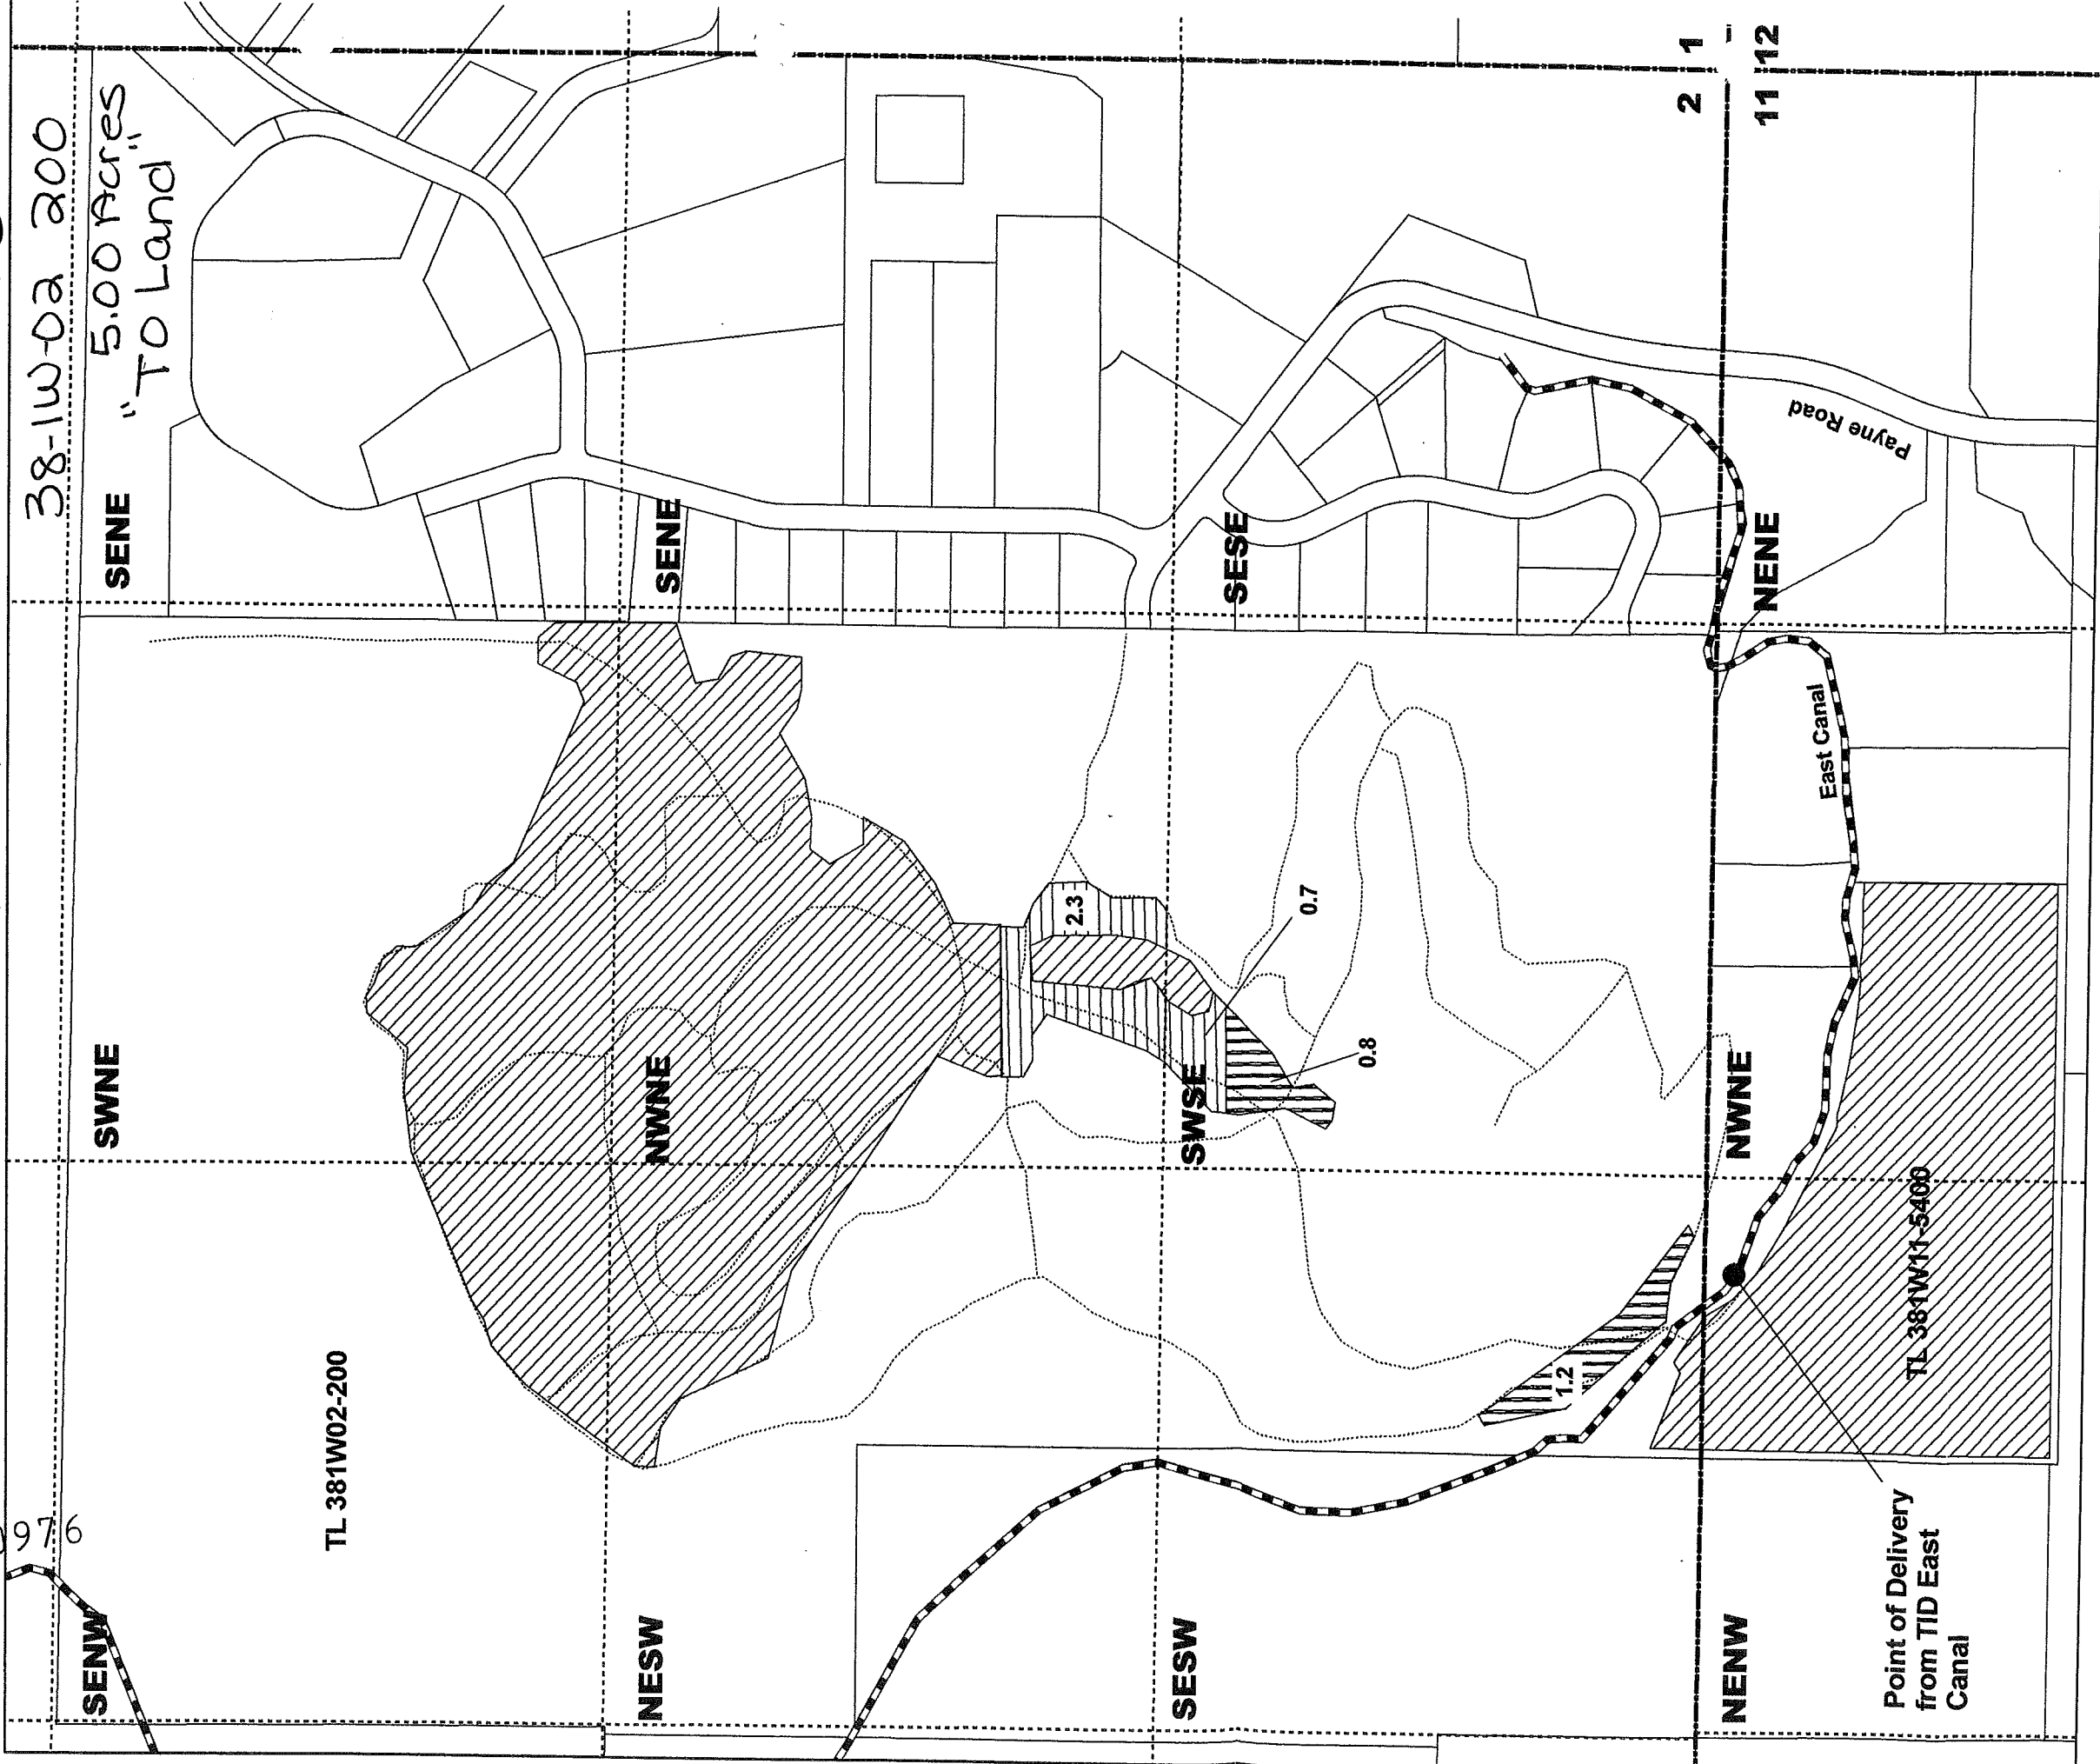 38-1W-02 200
5.00 Acres
"TO Land"
976
SENE
SENE
SESE
NENE
SWNE
NWNE
SWSE
NWNE
SENW
NESW
SESW
NENW
2
1
11
12
Payne Road
East Canal
2.3
0.7
0.8
1.2
TL 381W02-200
TL 381W11-5400
Point of Delivery
from TID East
Canal